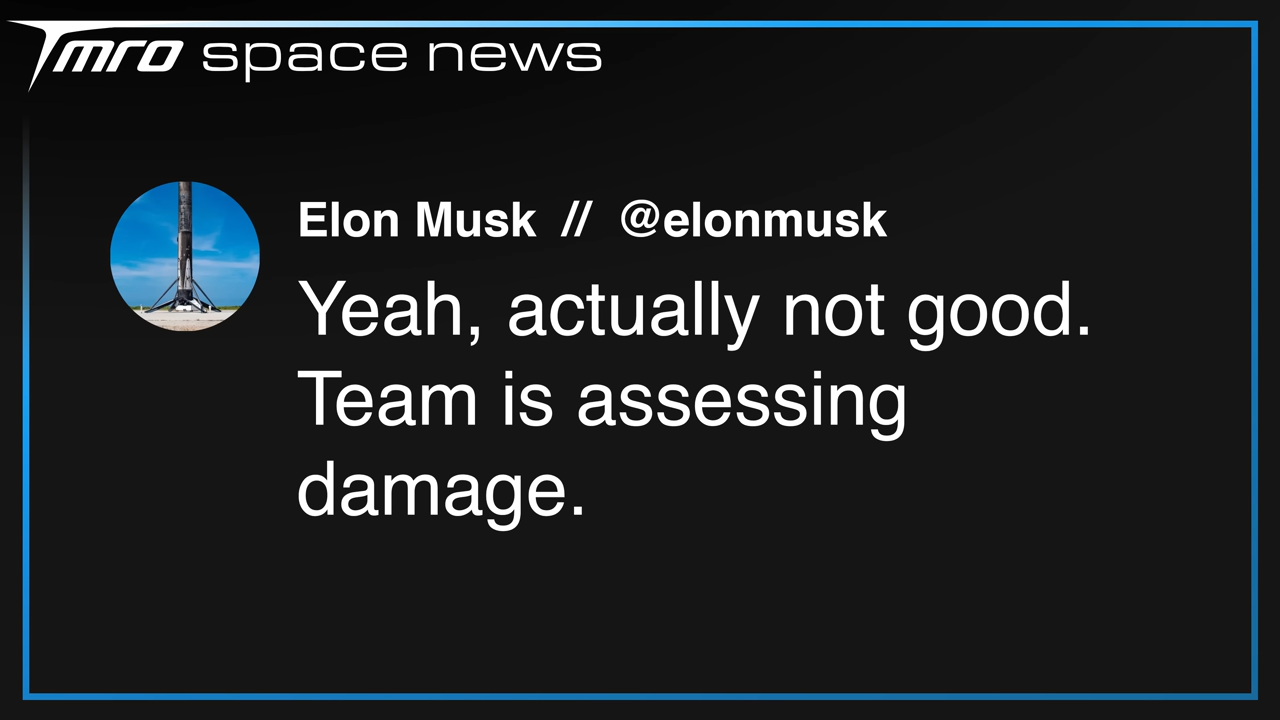 Tmro space news
Elon Musk // @elonmusk
Yeah, actually not good.
Team is assessing
damage.